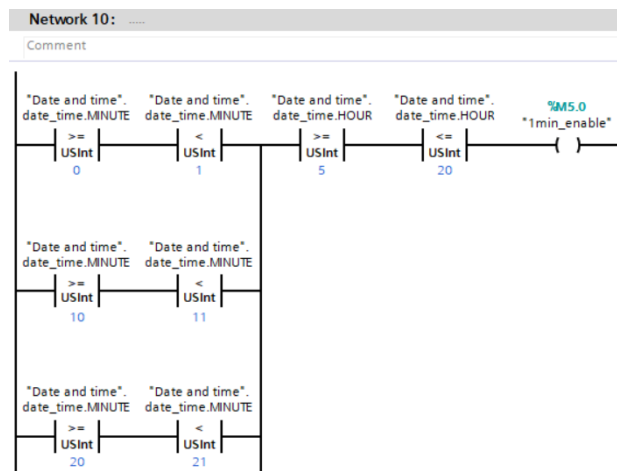 Network 10: .....
Comment
"Date and time". "Date and time". "Date and time". "Date and time". %M5.0
date_time.MINUTE date_time.MINUTE date_time.HOUR date_time.HOUR "1min_enable"
>= < >= <=
USInt USInt USInt USInt
0 1 5 20
"Date and time". "Date and time".
date_time.MINUTE date_time.MINUTE
>= <
USInt USInt
10 11
"Date and time". "Date and time".
date_time.MINUTE date_time.MINUTE
>= <
USInt USInt
20 21